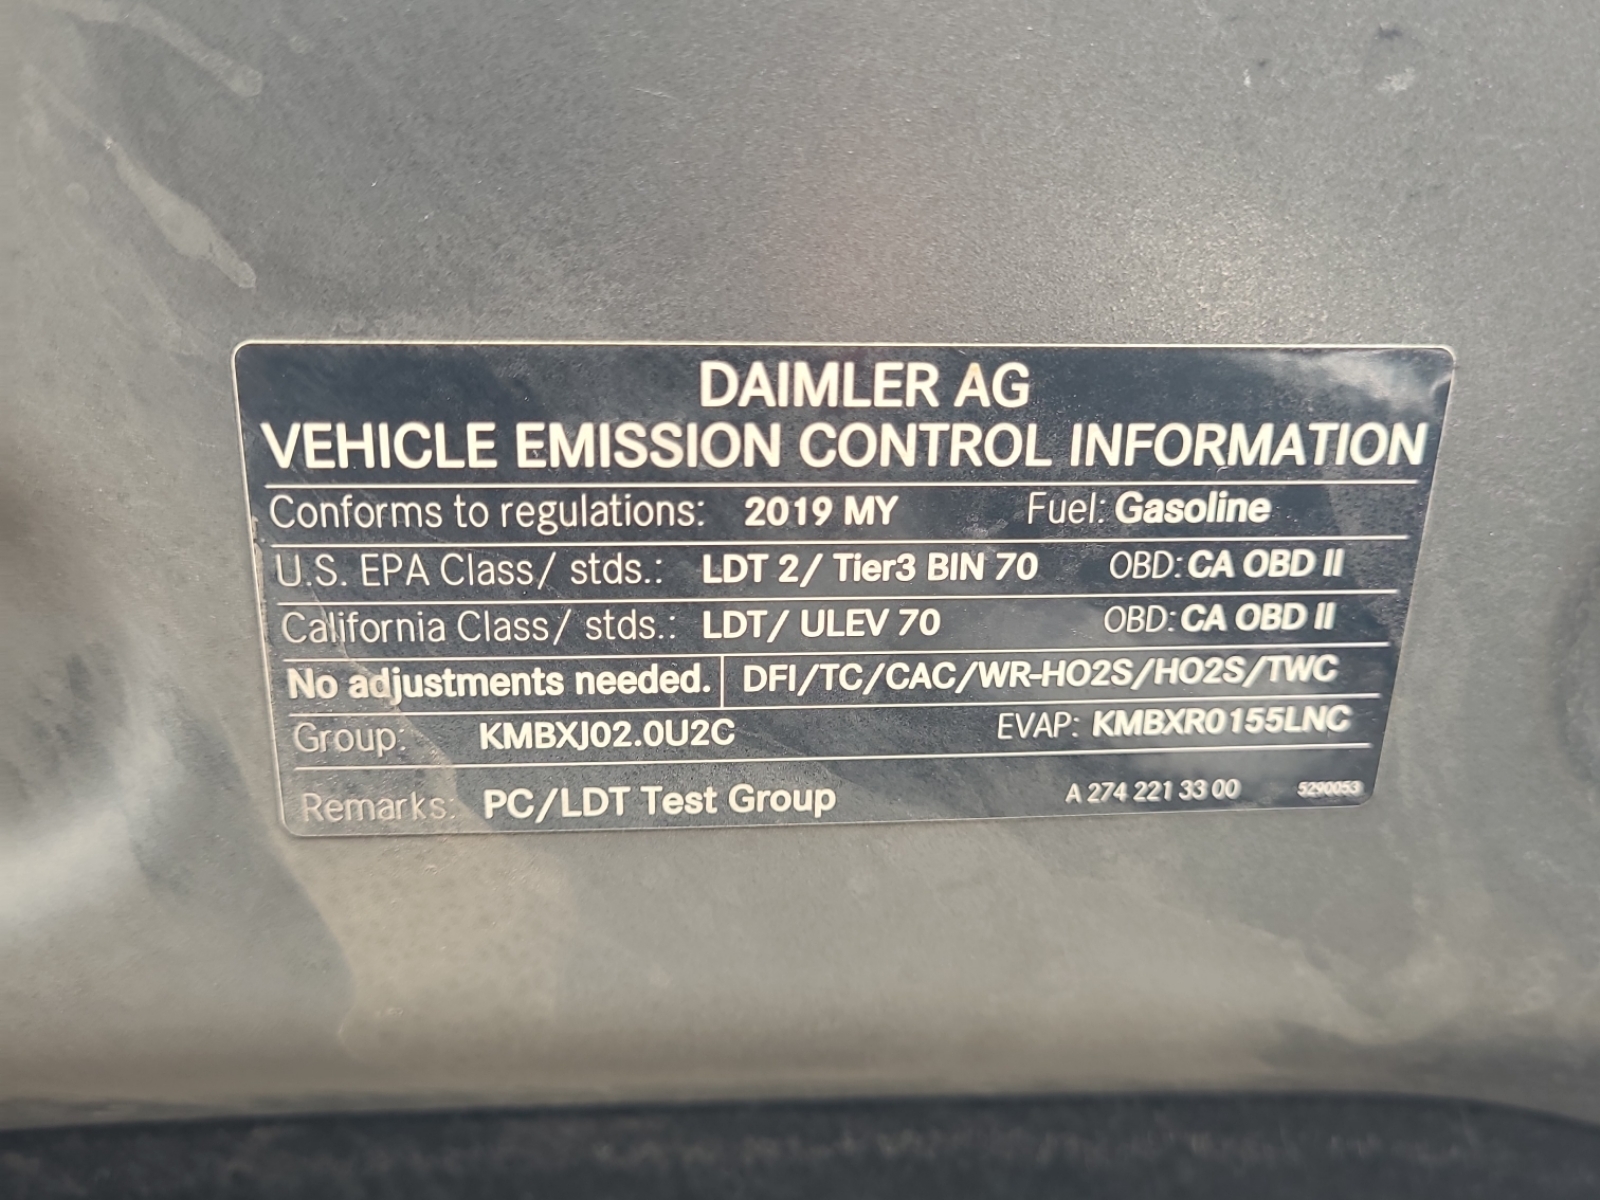 DAIMLER AG
VEHICLE EMISSION CONTROL INFORMATION
Conforms to regulations: 2019 MY Fuel: Gasoline
U.S. EPA Class/ stds.: LDT 2/ Tier3 BIN 70 OBD: CA OBD II
California Class/ stds.: LDT/ ULEV 70 OBD: CA OBD II
No adjustments needed. DFI/TC/CAC/WR-HO2S/HO2S/TWC
Group: KMBXJ02.0U2C EVAP: KMBXR0155LNC
Remarks: PC/LDT Test Group A 274 221 33 00 5290053